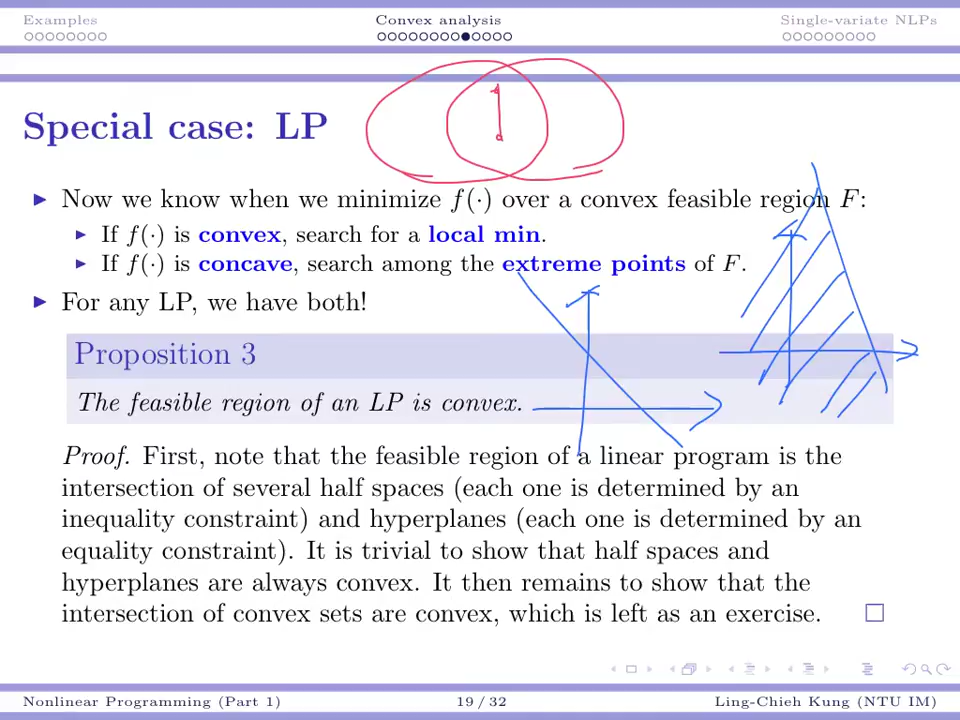 Examples Convex analysis Single-variate NLPs
Special case: LP
▶ Now we know when we minimize f(·) over a convex feasible region F:
▶ If f(·) is convex, search for a local min.
▶ If f(·) is concave, search among the extreme points of F.
▶ For any LP, we have both!
Proposition 3
The feasible region of an LP is convex.
Proof. First, note that the feasible region of a linear program is the
intersection of several half spaces (each one is determined by an
inequality constraint) and hyperplanes (each one is determined by an
equality constraint). It is trivial to show that half spaces and
hyperplanes are always convex. It then remains to show that the
intersection of convex sets are convex, which is left as an exercise. □
Nonlinear Programming (Part 1) 19 / 32 Ling-Chieh Kung (NTU IM)